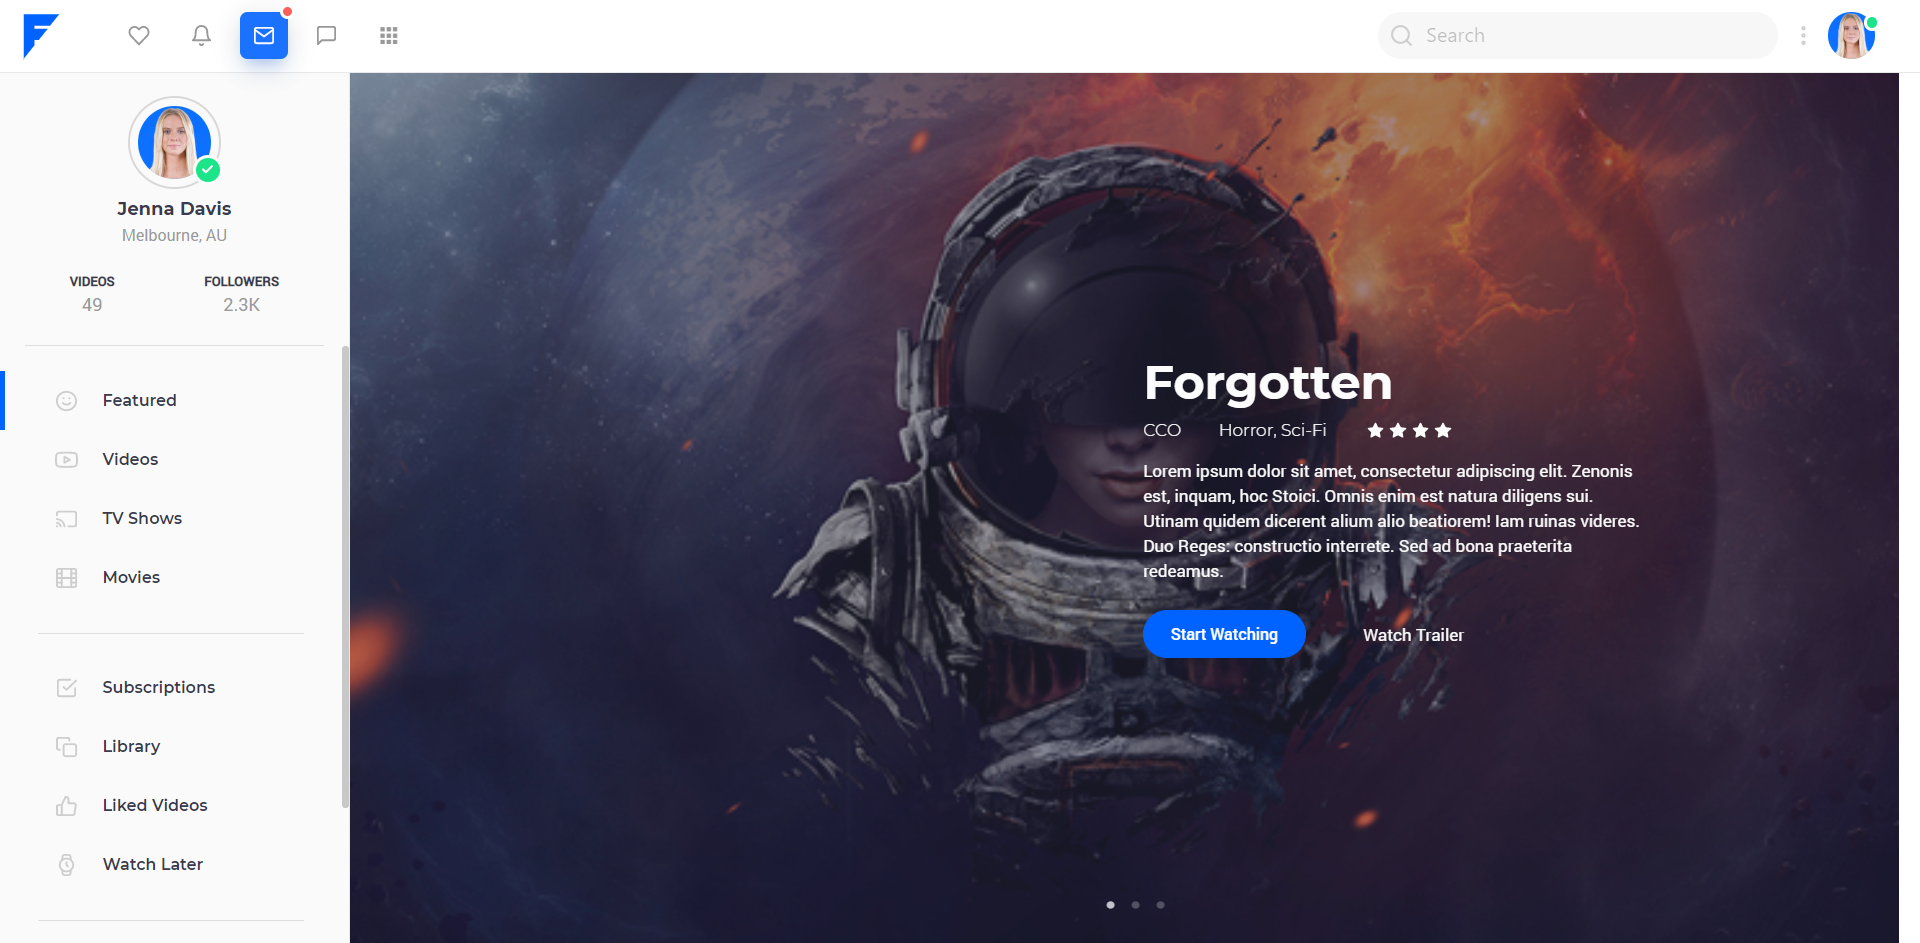 Search
Jenna Davis
Melbourne, AU
VIDEOS
49
FOLLOWERS
2.3K
Featured
Videos
TV Shows
Movies
Subscriptions
Library
Liked Videos
Watch Later
Forgotten
CCO Horror, Sci-Fi
Lorem ipsum dolor sit amet, consectetur adipiscing elit. Zenonis
est, inquam, hoc Stoici. Omnis enim est natura diligens sui.
Utinam quidem dicerent alium alio beatiorem! Iam ruinas videres.
Duo Reges: constructio interrete. Sed ad bona praeterita
redeamus.
Start Watching Watch Trailer